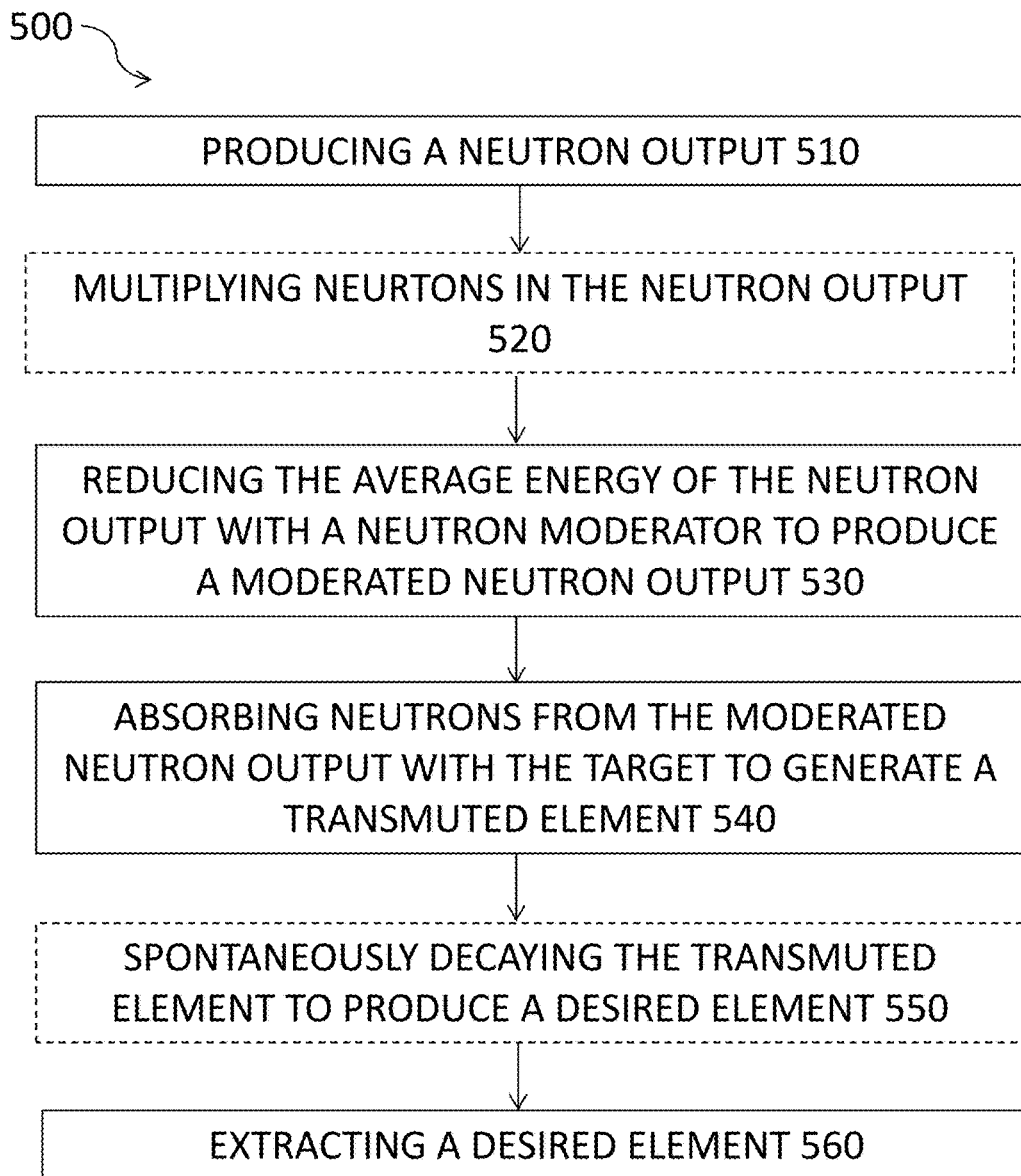 500
PRODUCING A NEUTRON OUTPUT 510
MULTIPLYING NEURTONS IN THE NEUTRON OUTPUT
520
REDUCING THE AVERAGE ENERGY OF THE NEUTRON
OUTPUT WITH A NEUTRON MODERATOR TO PRODUCE
A MODERATED NEUTRON OUTPUT 530
ABSORBING NEUTRONS FROM THE MODERATED
NEUTRON OUTPUT WITH THE TARGET TO GENERATE A
TRANSMUTED ELEMENT 540
SPONTANEOUSLY DECAYING THE TRANSMUTED
ELEMENT TO PRODUCE A DESIRED ELEMENT 550
EXTRACTING A DESIRED ELEMENT 560